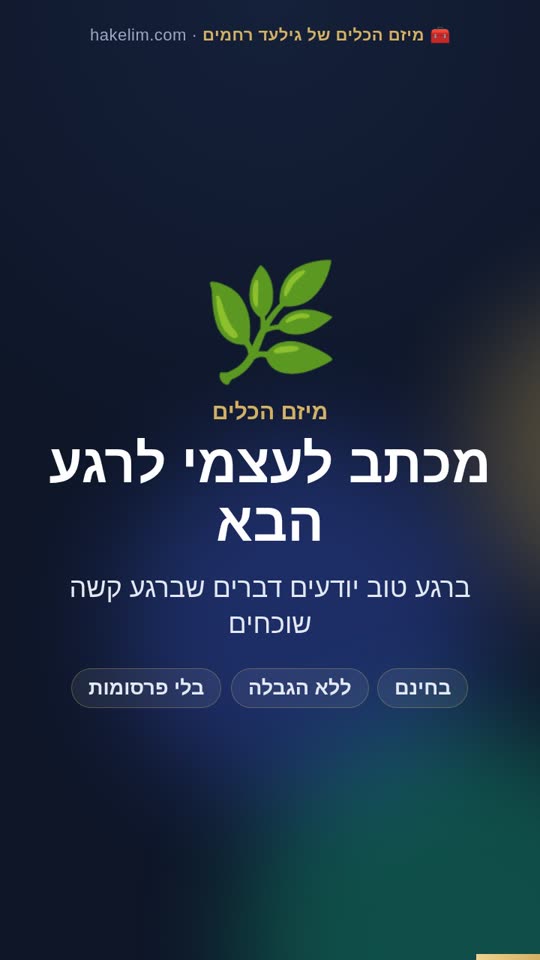 🧰 מיזם הכלים של גילעד רחמים · hakelim.com
מיזם הכלים
מכתב לעצמי לרגע
הבא
ברגע טוב יודעים דברים שברגע קשה
שוכחים
בחינם
ללא הגבלה
בלי פרסומות